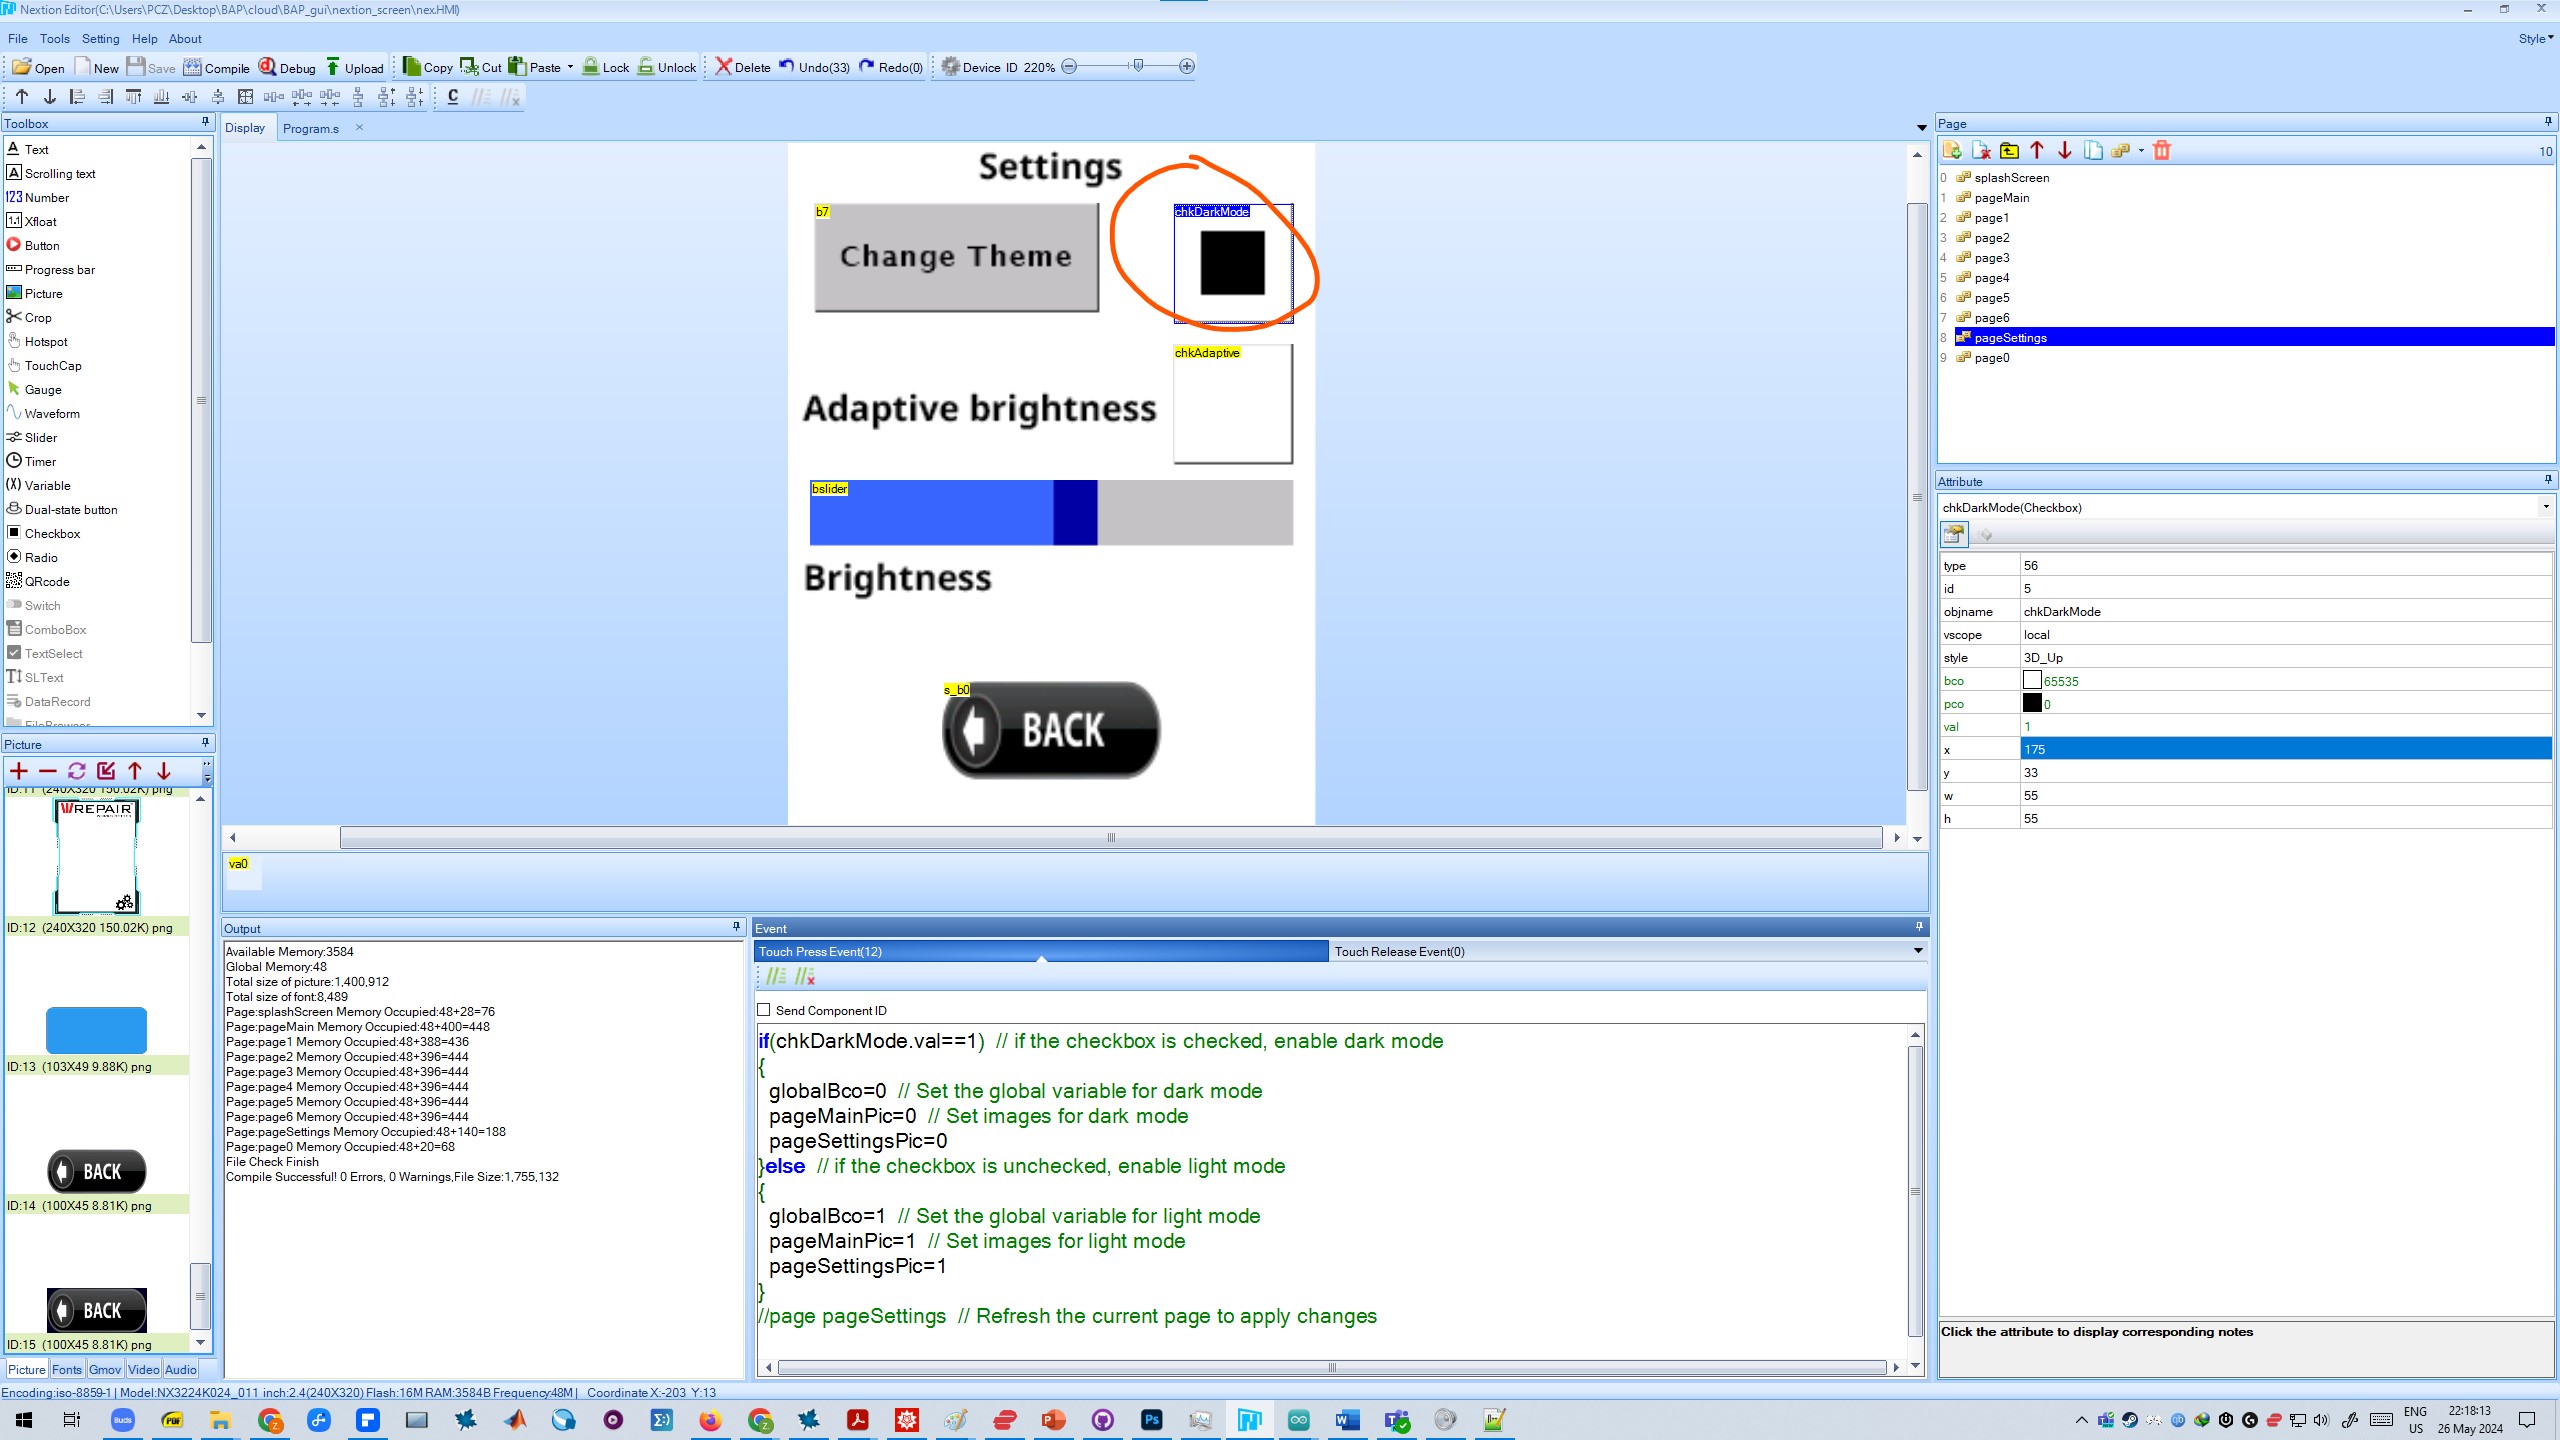 Nextion Editor(C:\Users\PCZ\Desktop\BAP\cloud\BAP_gui\nextion_screen\nex.HMI)
File Tools Setting Help About
Style
Open New Save Compile Debug Upload Copy Cut Paste Lock Unlock Delete Undo(33) Redo(0) Device ID 220%
Toolbox
Text
Scrolling text
Number
Xfloat
Button
Progress bar
Picture
Crop
Hotspot
TouchCap
Gauge
Waveform
Slider
Timer
Variable
Dual-state button
Checkbox
Radio
QRcode
Switch
ComboBox
TextSelect
SLText
DataRecord
FileBrowser
Picture
ID:11 (240X320 150.02K) png
REPAIR
ID:12 (240X320 150.02K) png
ID:13 (103X49 9.88K) png
BACK
ID:14 (100X45 8.81K) png
BACK
ID:15 (100X45 8.81K) png
Picture Fonts Gmov Video Audio
Display Program.s
Settings
b7
Change Theme
chkDarkMode
chkAdaptive
Adaptive brightness
bslider
Brightness
s_b0
BACK
va0
Output
Available Memory:3584
Global Memory:48
Total size of picture:1,400,912
Total size of font:8,489
Page:splashScreen Memory Occupied:48+28=76
Page:pageMain Memory Occupied:48+400=448
Page:page1 Memory Occupied:48+388=436
Page:page2 Memory Occupied:48+396=444
Page:page3 Memory Occupied:48+396=444
Page:page4 Memory Occupied:48+396=444
Page:page5 Memory Occupied:48+396=444
Page:page6 Memory Occupied:48+396=444
Page:pageSettings Memory Occupied:48+140=188
Page:page0 Memory Occupied:48+20=68
File Check Finish
Compile Successful! 0 Errors, 0 Warnings,File Size:1,755,132
Event
Touch Press Event(12) Touch Release Event(0)
Send Component ID
if(chkDarkMode.val==1) // if the checkbox is checked, enable dark mode
{
globalBco=0 // Set the global variable for dark mode
pageMainPic=0 // Set images for dark mode
pageSettingsPic=0
}else // if the checkbox is unchecked, enable light mode
{
globalBco=1 // Set the global variable for light mode
pageMainPic=1 // Set images for light mode
pageSettingsPic=1
}
//page pageSettings // Refresh the current page to apply changes
Page
10
0 splashScreen
1 pageMain
2 page1
3 page2
4 page3
5 page4
6 page5
7 page6
8 pageSettings
9 page0
Attribute
chkDarkMode(Checkbox)
type 56
id 5
objname chkDarkMode
vscope local
style 3D_Up
bco 65535
pco 0
val 1
x 175
y 33
w 55
h 55
Click the attribute to display corresponding notes
Encoding:iso-8859-1 | Model:NX3224K024_011 inch:2.4(240X320) Flash:16M RAM:3584B Frequency:48M | Coordinate X:-203 Y:13
ENG
US
22:18:13
26 May 2024